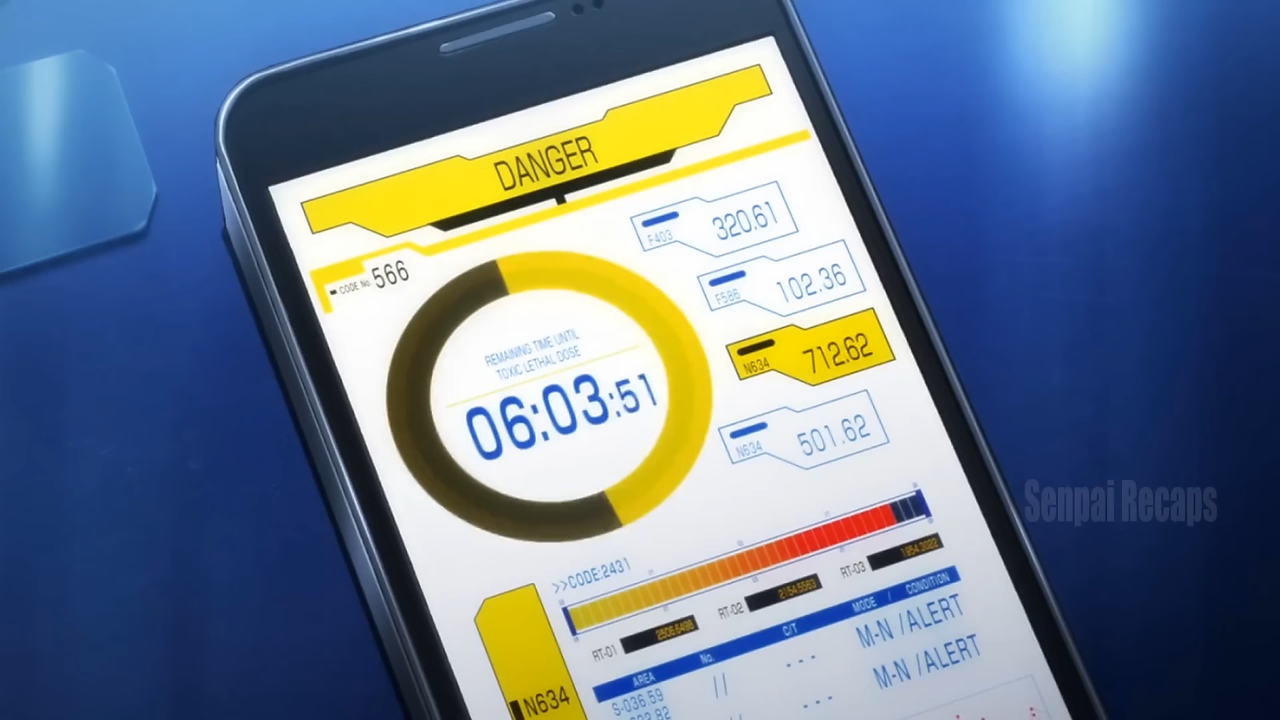 DANGER
CODE No. 566
F403 320.61
F586 102.36
N634 712.62
N634 501.62
REMAINING TIME UNTIL
TOXIC LETHAL DOSE
06:03:51
Senpai Recaps
>>CODE:2431
RT-01
RT-02
RT-03
AREA No. C/T MODE / CONDITION
S-036.59 // --- M-N /ALERT
// --- M-N /ALERT
N634